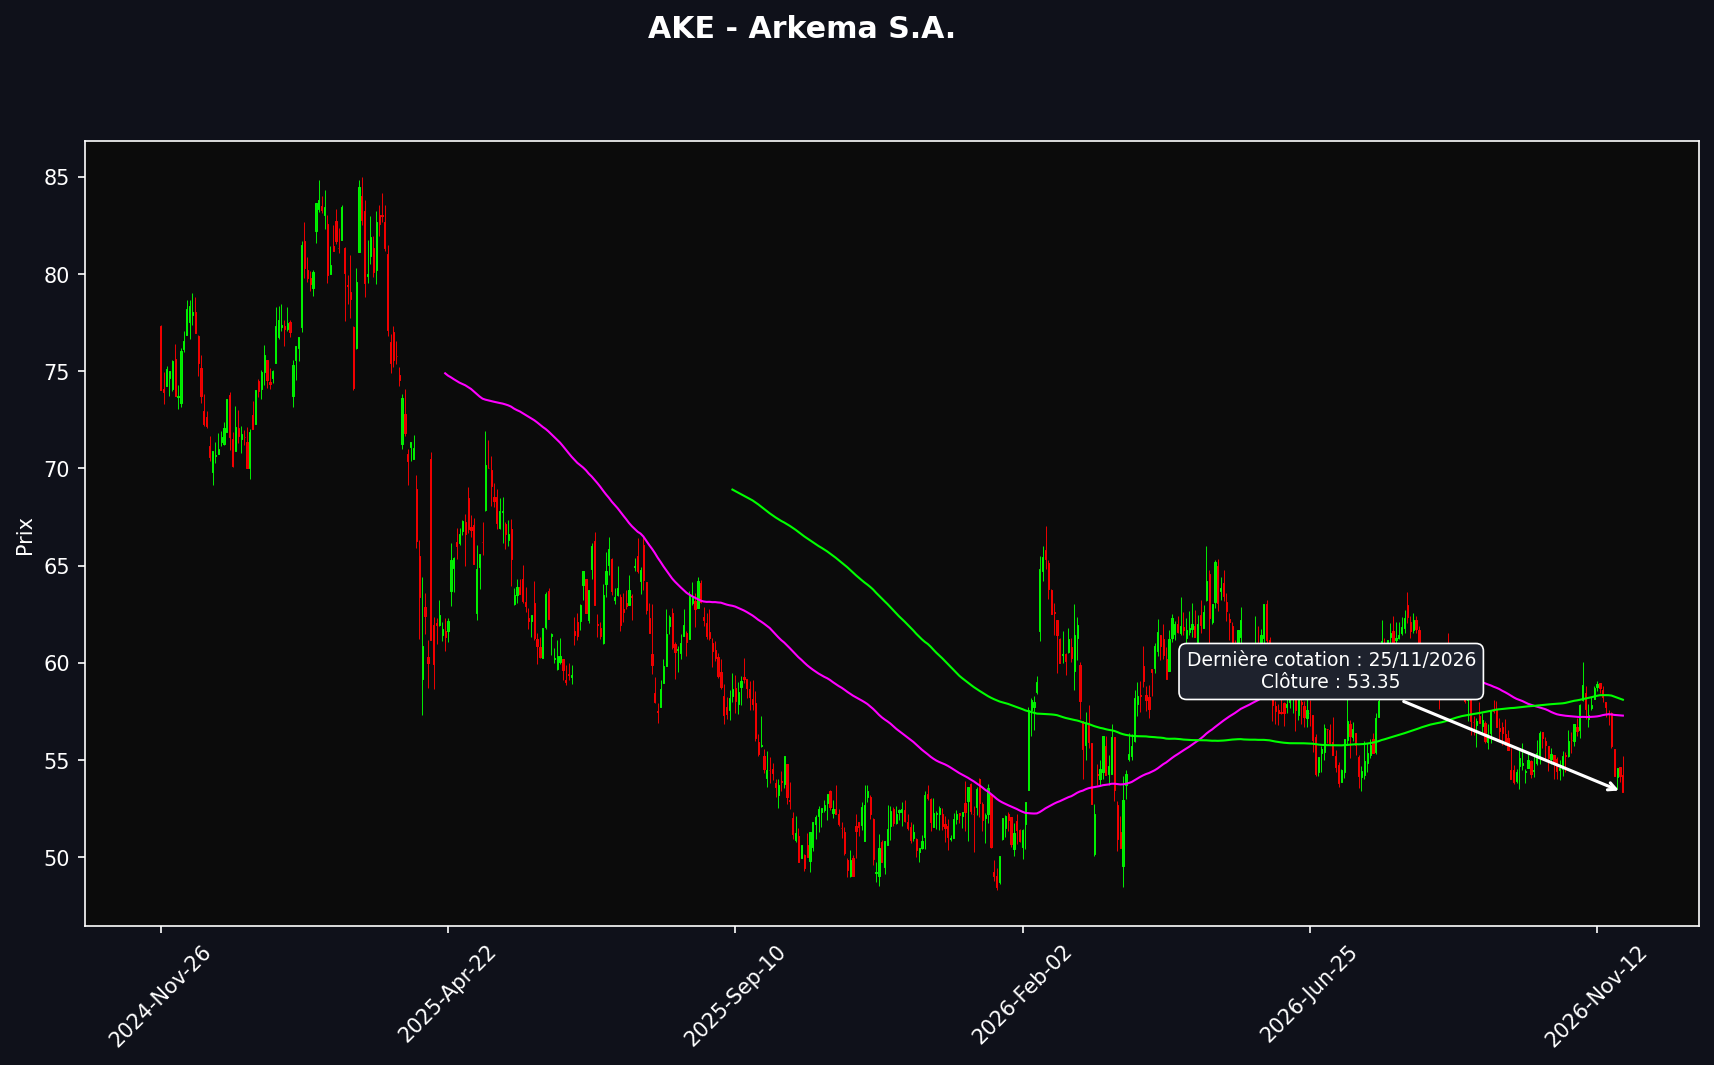 AKE - Arkema S.A.
Prix
85
80
75
70
65
60
55
50
Dernière cotation : 25/11/2026
Clôture : 53.35
2024-Nov-26
2025-Apr-22
2025-Sep-10
2026-Feb-02
2026-Jun-25
2026-Nov-12